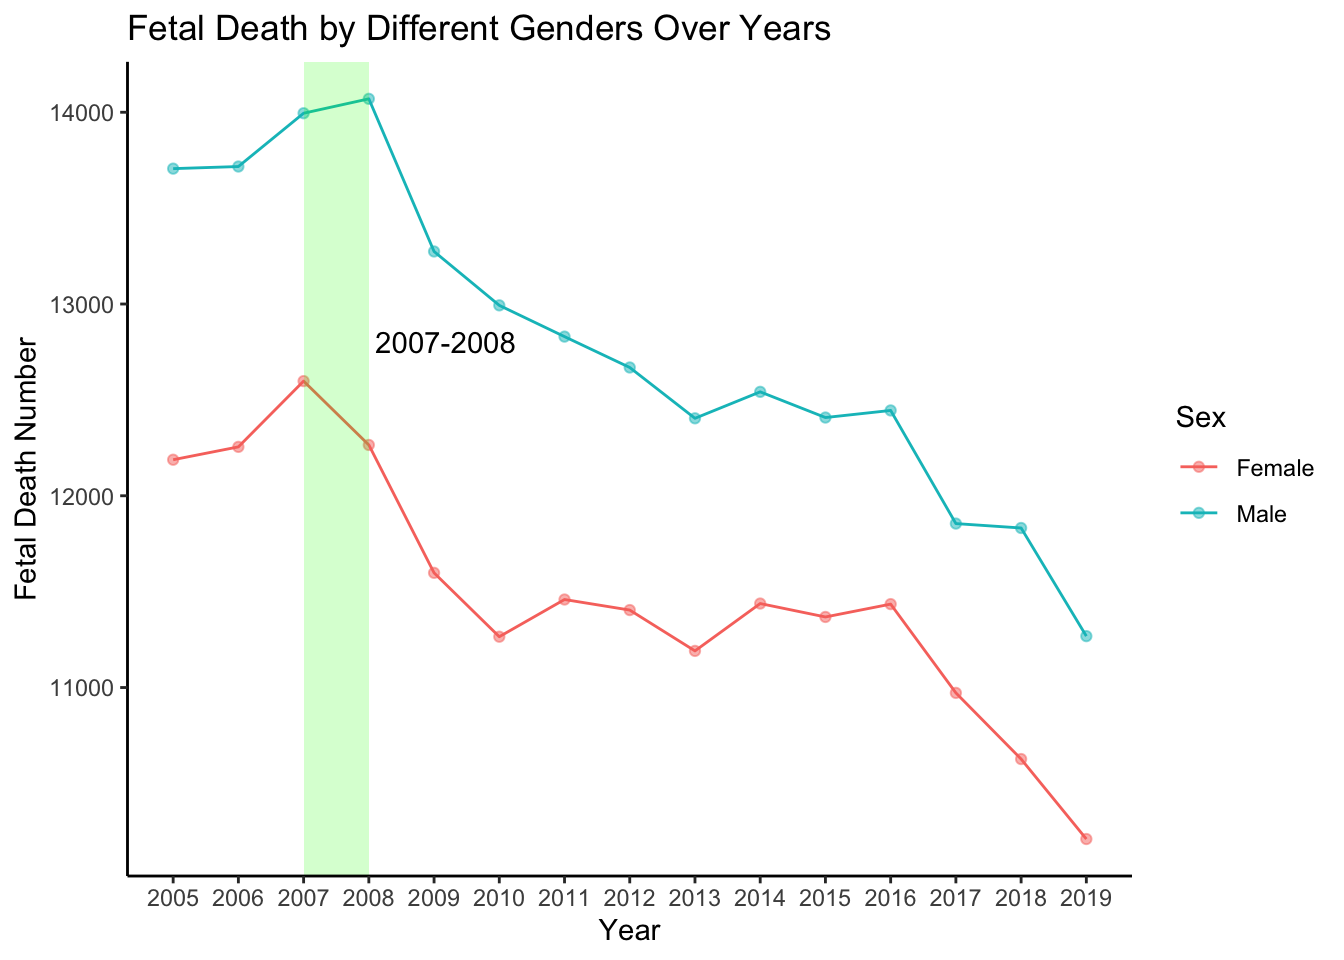 Fetal Death by Different Genders Over Years
14000
13000
12000
11000
Fetal Death Number
2007-2008
Sex
Female
Male
2005 2006 2007 2008 2009 2010 2011 2012 2013 2014 2015 2016 2017 2018 2019
Year